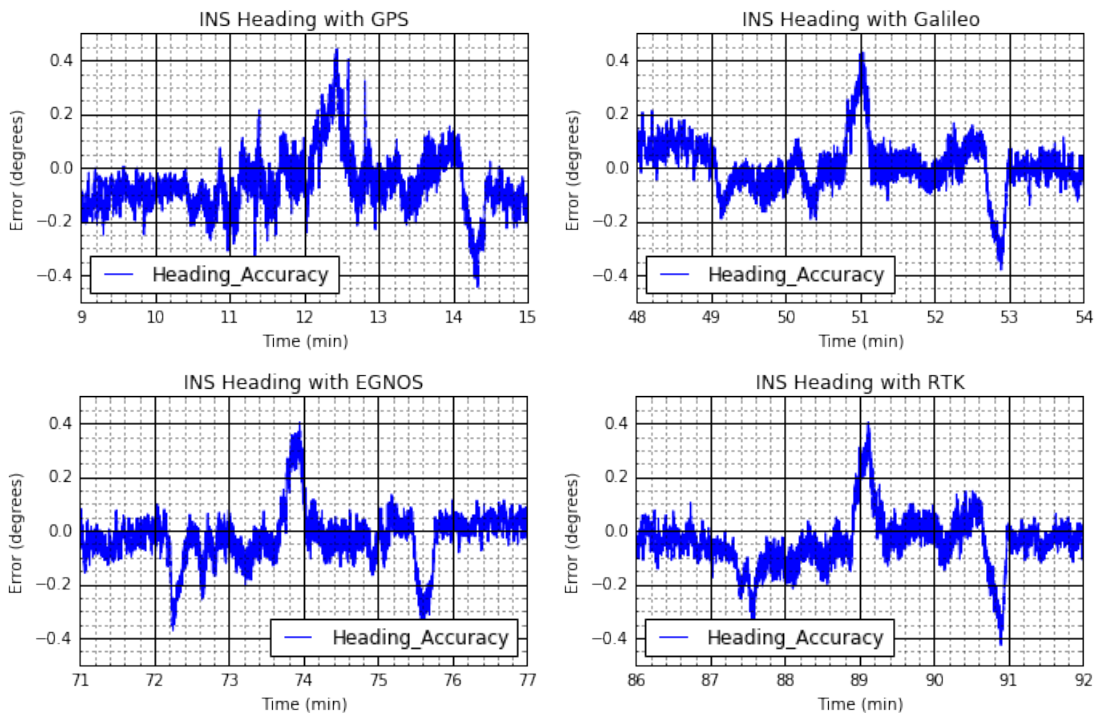 INS Heading with GPS
Error (degrees)
0.4
0.2
0.0
−0.2
−0.4
Heading_Accuracy
9 10 11 12 13 14 15
Time (min)
INS Heading with Galileo
Error (degrees)
0.4
0.2
0.0
−0.2
−0.4
Heading_Accuracy
48 49 50 51 52 53 54
Time (min)
INS Heading with EGNOS
Error (degrees)
0.4
0.2
0.0
−0.2
−0.4
Heading_Accuracy
71 72 73 74 75 76 77
Time (min)
INS Heading with RTK
Error (degrees)
0.4
0.2
0.0
−0.2
−0.4
Heading_Accuracy
86 87 88 89 90 91 92
Time (min)